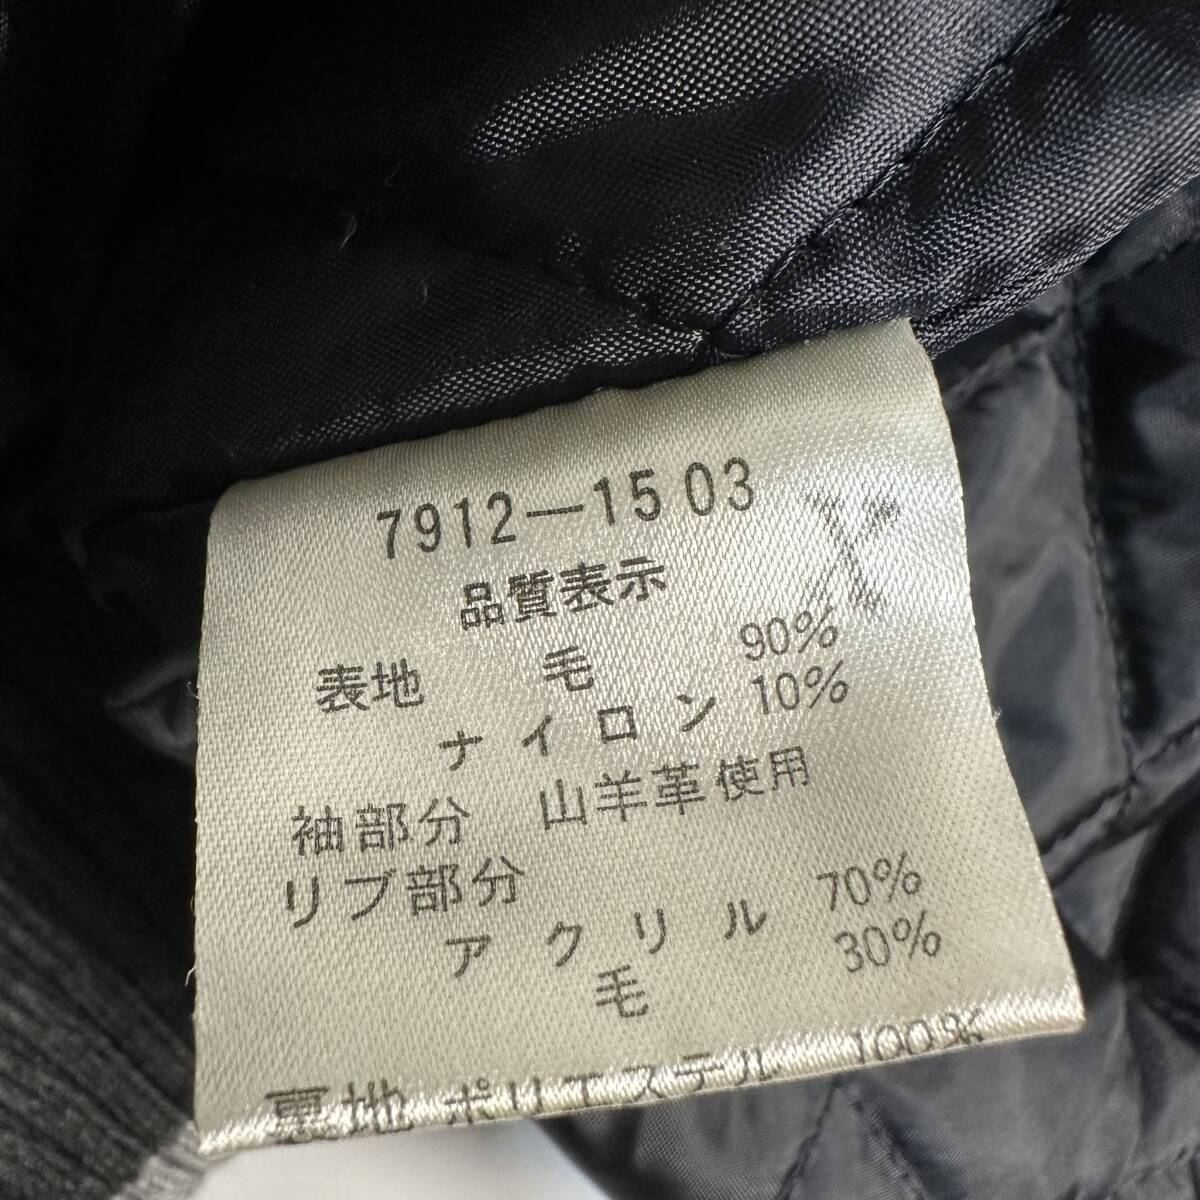 7912-15 03
品質表示
表地 毛 90%
ナイロン 10%
袖部分 山羊革使用
リブ部分
アクリル 70%
毛 30%
裏地 ポリエステル 100%